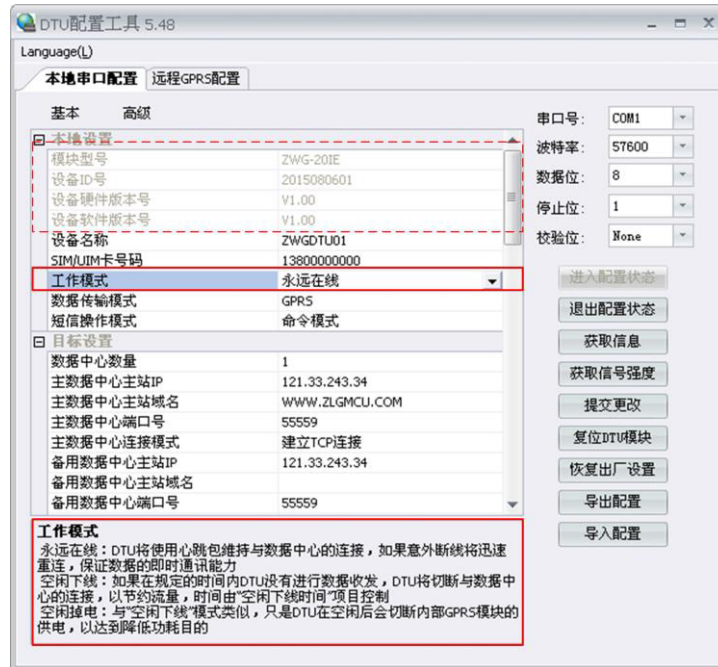 DTU配置工具 5.48
Language(L)
本地串口配置 远程GPRS配置
基本 高级
本地设置
模块型号 ZWG-20IE
设备ID号 2015080601
设备硬件版本号 V1.00
设备软件版本号 V1.00
设备名称 ZWGDTU01
SIM/UIM卡号码 13800000000
工作模式 永远在线
数据传输模式 GPRS
短信操作模式 命令模式
目标设置
数据中心数量 1
主数据中心主站IP 121.33.243.34
主数据中心主站域名 WWW.ZLGMCU.COM
主数据中心端口号 55559
主数据中心连接模式 建立TCP连接
备用数据中心主站IP 121.33.243.34
备用数据中心主站域名
备用数据中心端口号 55559
工作模式
永远在线：DTU将使用心跳包维持与数据中心的连接，如果意外断线将迅速
重连，保证数据的即时通讯能力
空闲下线：如果在规定的时间内DTU没有进行数据收发，DTU将切断与数据中
心的连接，以节约流量，时间由"空闲下线时间"项目控制
空闲掉电：与"空闲下线"模式类似，只是DTU在空闲后会切断内部GPRS模块的
供电，以达到降低功耗目的
串口号： COM1
波特率： 57600
数据位： 8
停止位： 1
校验位： None
进入配置状态
退出配置状态
获取信息
获取信号强度
提交更改
复位DTU模块
恢复出厂设置
导出配置
导入配置